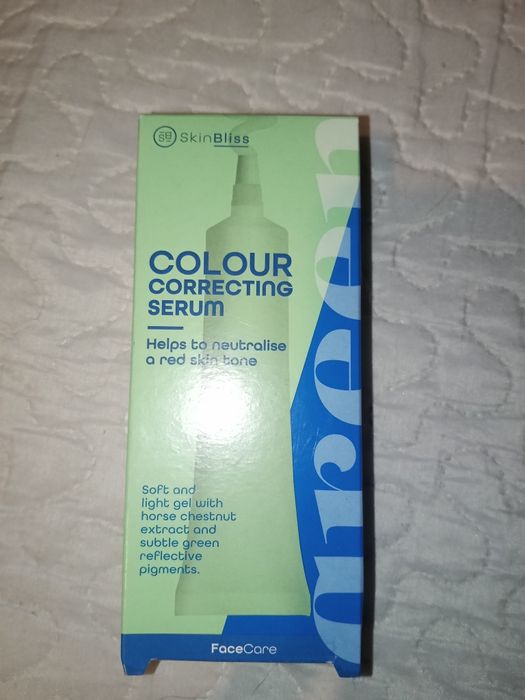 SkinBliss
COLOUR
CORRECTING
SERUM
Helps to neutralise
a red skin tone
Soft and
light gel with
horse chestnut
extract and
subtle green
reflective
pigments.
green
FaceCare